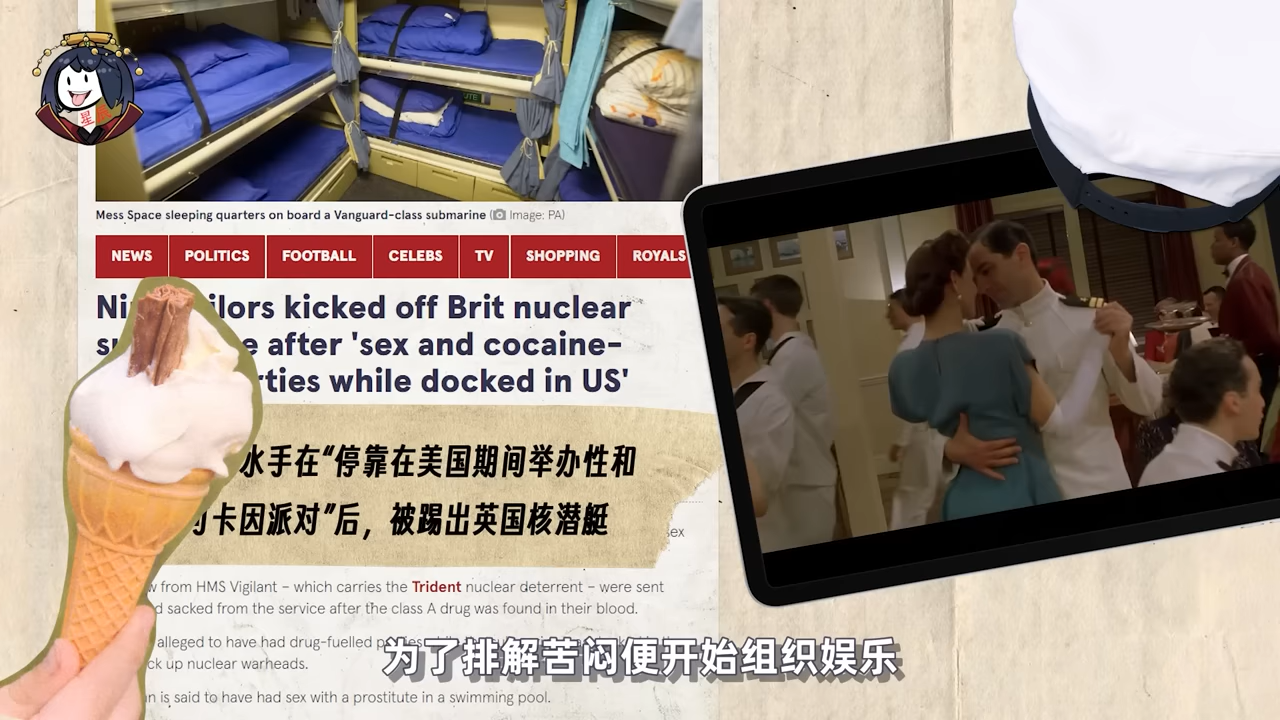 星
Mess Space sleeping quarters on board a Vanguard-class submarine (Image: PA)
NEWS POLITICS FOOTBALL CELEBS TV SHOPPING ROYALS
kicked off Brit nuclear
after 'sex and cocaine-
while docked in US'
水手在“停靠在美国期间举办性和
卡因派对”后，被踢出英国核潜艇
sex
from HMS Vigilant – which carries the Trident nuclear deterrent – were sent
sacked from the service after the class A drug was found in their blood.
alleged to have had drug-fuelled
up nuclear warheads.
为了排解苦闷便开始组织娱乐
is said to have had sex with a prostitute in a swimming pool.